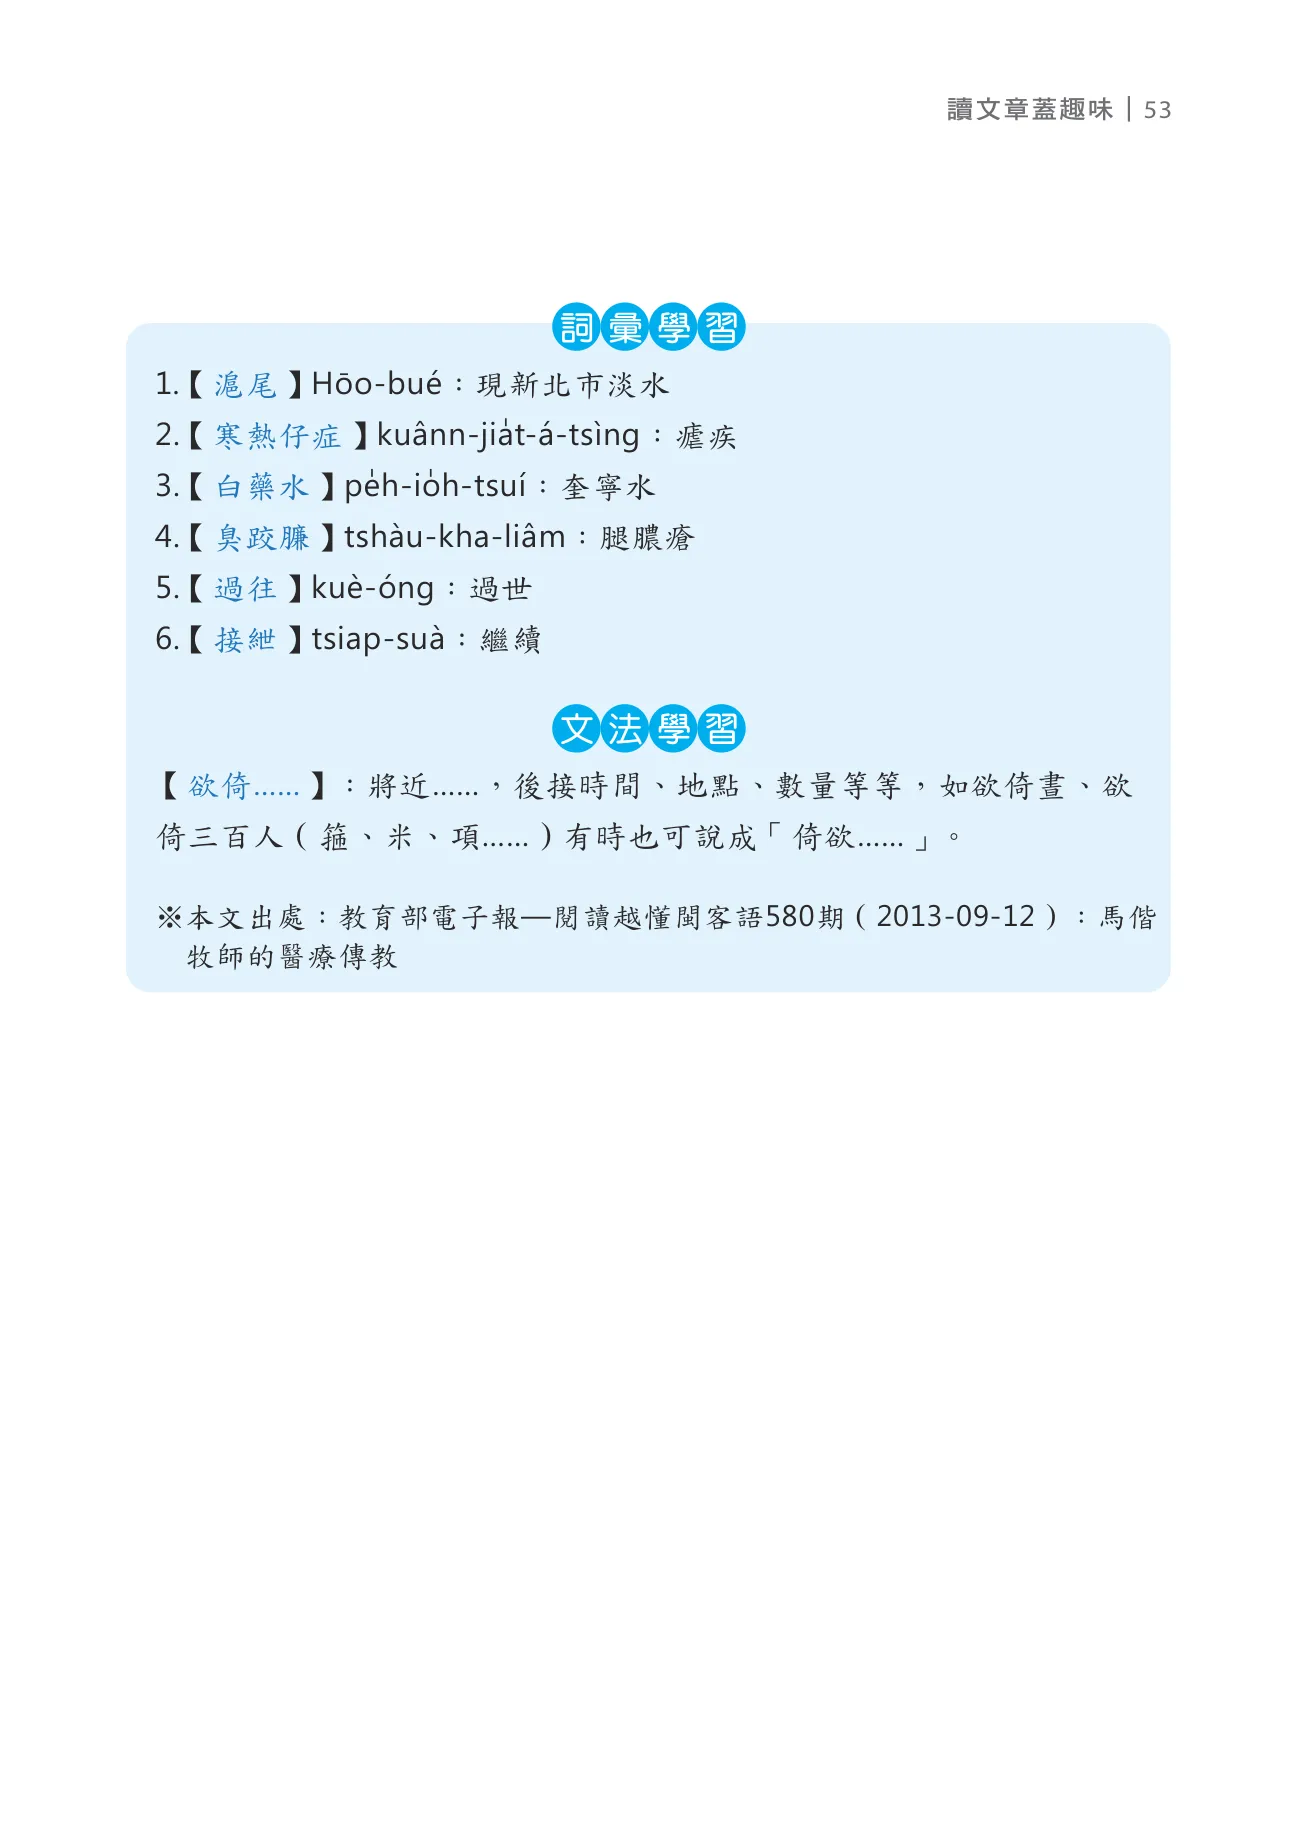 讀文章蓋趣味｜53
詞彙學習
1.【滬尾】Hōo-bué：現新北市淡水
2.【寒熱仔症】kuânn-jia̍t-á-tsìng：瘧疾
3.【白藥水】pe̍h-io̍h-tsuí：奎寧水
4.【臭跤臁】tshàu-kha-liâm：腿膿瘡
5.【過往】kuè-óng：過世
6.【接紲】tsiap-suà：繼續
文法學習
【欲倚……】：將近……，後接時間、地點、數量等等，如欲倚晝、欲
倚三百人（箍、米、項……）有時也可說成「倚欲……」。
※本文出處：教育部電子報—閱讀越懂閩客語580期（2013-09-12）：馬偕
牧師的醫療傳教